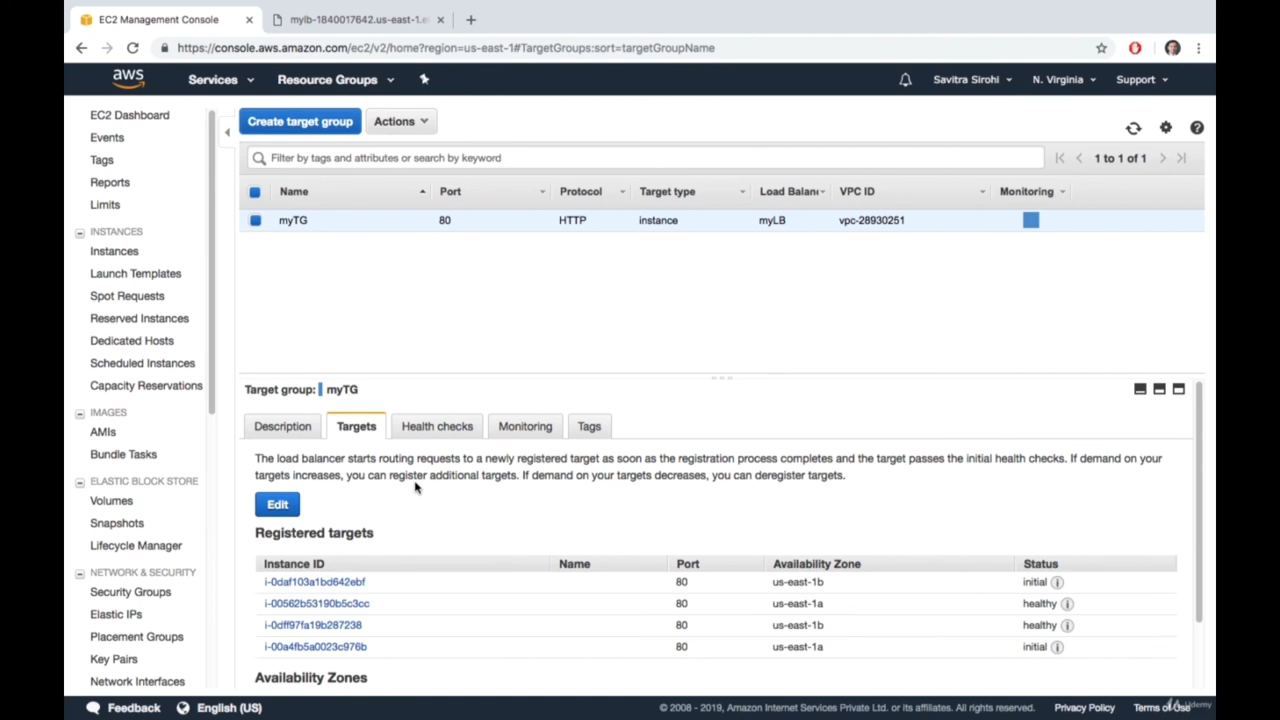 EC2 Management Console
mylb-1840017642.us-east-1.e
https://console.aws.amazon.com/ec2/v2/home?region=us-east-1#TargetGroups:sort=targetGroupName
aws Services Resource Groups Savitra Sirohi N. Virginia Support
EC2 Dashboard
Events
Tags
Reports
Limits
INSTANCES
Instances
Launch Templates
Spot Requests
Reserved Instances
Dedicated Hosts
Scheduled Instances
Capacity Reservations
IMAGES
AMIs
Bundle Tasks
ELASTIC BLOCK STORE
Volumes
Snapshots
Lifecycle Manager
NETWORK & SECURITY
Security Groups
Elastic IPs
Placement Groups
Key Pairs
Network Interfaces
Create target group Actions
Filter by tags and attributes or search by keyword 1 to 1 of 1
Name Port Protocol Target type Load Balanc VPC ID Monitoring
myTG 80 HTTP instance myLB vpc-28930251
Target group: myTG
Description Targets Health checks Monitoring Tags
The load balancer starts routing requests to a newly registered target as soon as the registration process completes and the target passes the initial health checks. If demand on your
targets increases, you can register additional targets. If demand on your targets decreases, you can deregister targets.
Edit
Registered targets
Instance ID Name Port Availability Zone Status
i-0daf103a1bd642ebf 80 us-east-1b initial
i-00562b53190b5c3cc 80 us-east-1a healthy
i-0dff97fa19b287238 80 us-east-1b healthy
i-00a4fb5a0023c976b 80 us-east-1a initial
Availability Zones
Feedback English (US) © 2008 - 2019, Amazon Internet Services Private Ltd. or its affiliates. All rights reserved. Privacy Policy Terms of Use
Udemy